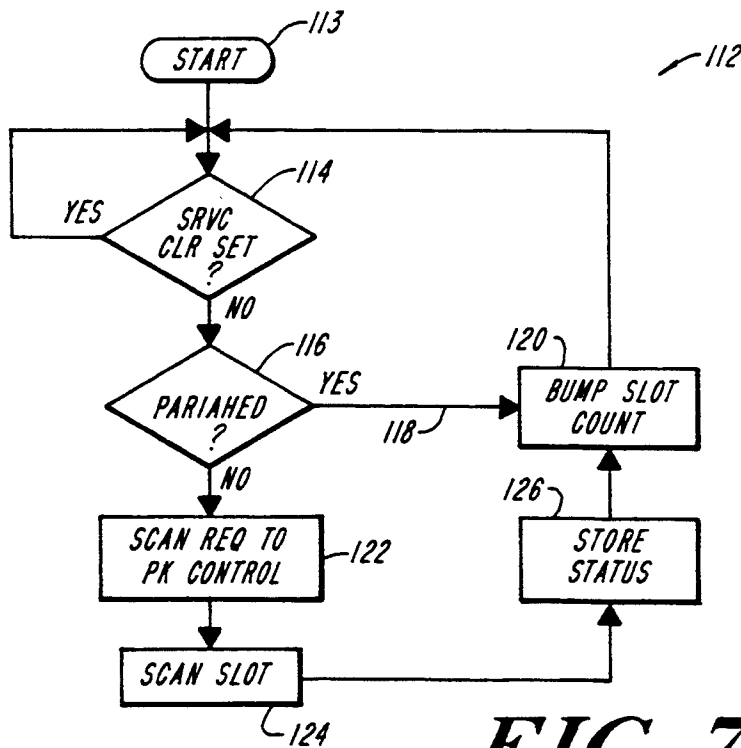 113
START
112
114
YES
SRVC
CLR SET
?
NO
116
YES
PARIAHED
?
118
120
BUMP SLOT
COUNT
NO
126
SCAN REQ TO
PK CONTROL
122
STORE
STATUS
SCAN SLOT
124
FIG. 7